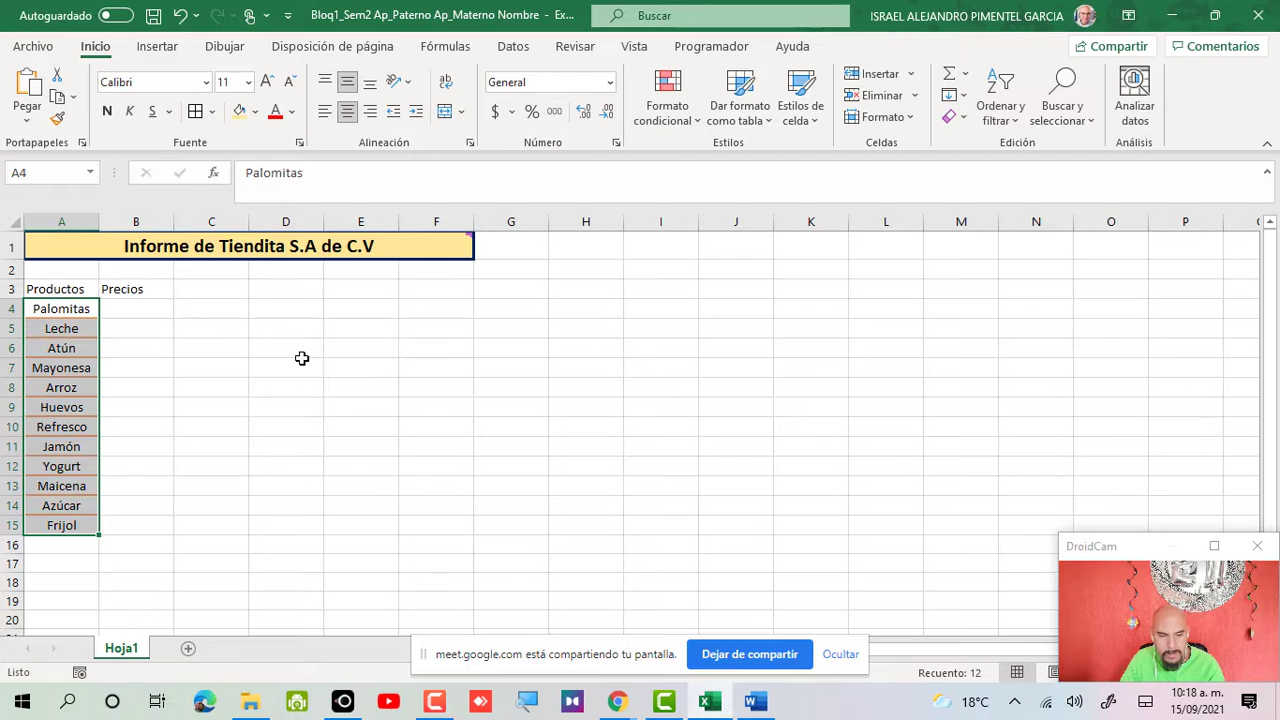 Autoguardado
Bloq1_Sem2 Ap_Paterno Ap_Materno Nombre - Ex...
Buscar
ISRAEL ALEJANDRO PIMENTEL GARCIA
Archivo Inicio Insertar Dibujar Disposición de página Fórmulas Datos Revisar Vista Programador Ayuda Compartir Comentarios
Pegar
Calibri 11
N K S
General
$ % 000
Formato condicional
Dar formato como tabla
Estilos de celda
Insertar
Eliminar
Formato
Ordenar y filtrar
Buscar y seleccionar
Analizar datos
Portapapeles Fuente Alineación Número Estilos Celdas Edición Análisis
A4 fx Palomitas
A B C D E F G H I J K L M N O P
1 Informe de Tiendita S.A de C.V
2
3 Productos Precios
4 Palomitas
5 Leche
6 Atún
7 Mayonesa
8 Arroz
9 Huevos
10 Refresco
11 Jamón
12 Yogurt
13 Maicena
14 Azúcar
15 Frijol
16
17
18
19
20
DroidCam
Hoja1
meet.google.com está compartiendo tu pantalla. Dejar de compartir Ocultar
Listo Recuento: 12
18°C
10:18 a. m.
15/09/2021